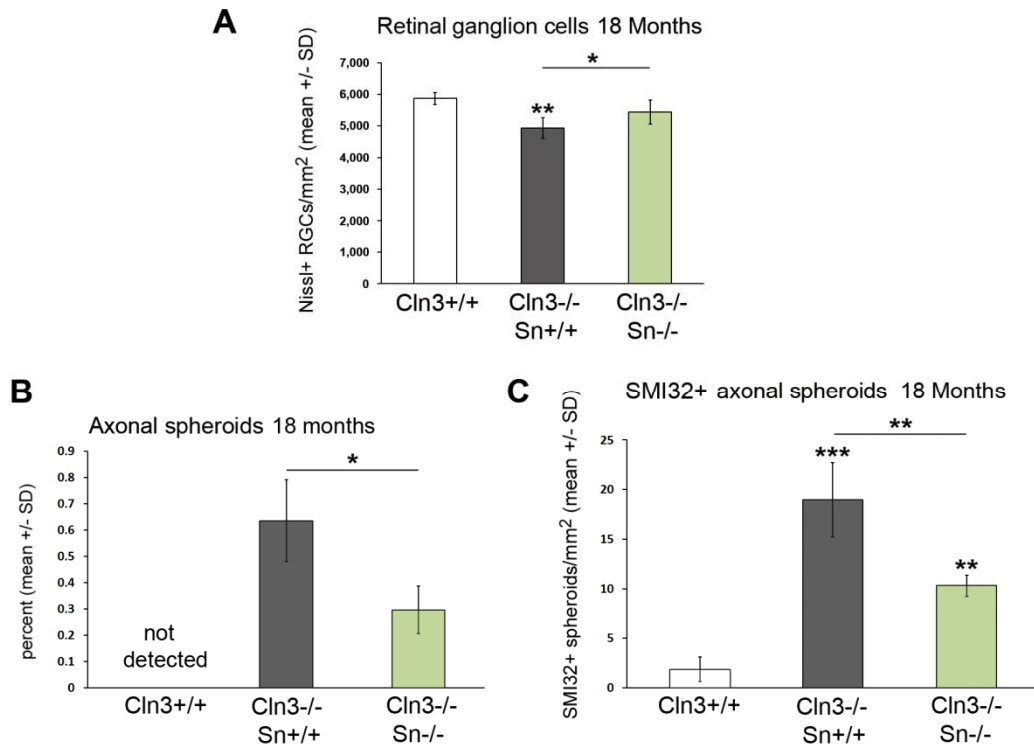 A
Retinal ganglion cells 18 Months
Nissl+ RGCs/mm² (mean +/- SD)
7,000
6,000
5,000
4,000
3,000
2,000
1,000
0
*
**
Cln3+/+
Cln3-/-
Sn+/+
Cln3-/-
Sn-/-
B
Axonal spheroids 18 months
percent (mean +/- SD)
0.9
0.8
0.7
0.6
0.5
0.4
0.3
0.2
0.1
0
*
not
detected
Cln3+/+
Cln3-/-
Sn+/+
Cln3-/-
Sn-/-
C
SMI32+ axonal spheroids 18 Months
SMI32+ spheroids/mm² (mean +/- SD)
25
20
15
10
5
0
**
***
**
Cln3+/+
Cln3-/-
Sn+/+
Cln3-/-
Sn-/-